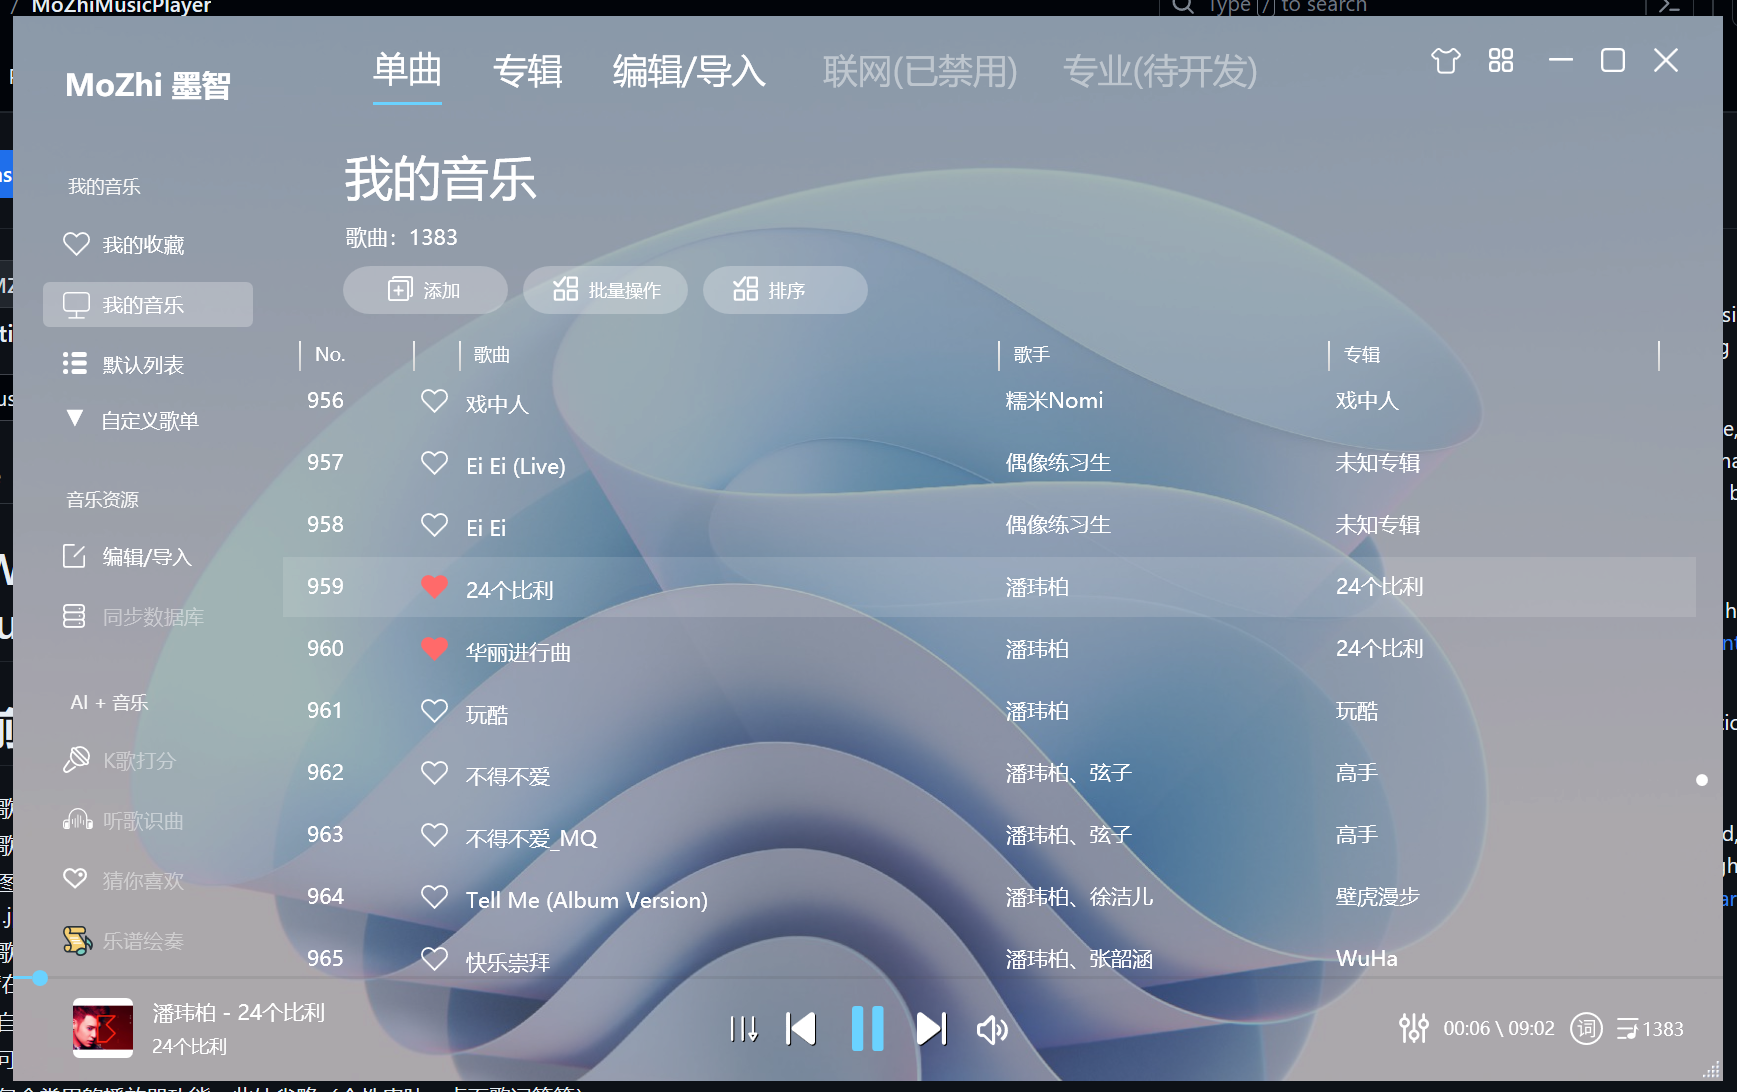 / MoZhiMusicPlayer
Type / to search
MoZhi 墨智
单曲
专辑
编辑/导入
联网(已禁用)
专业(待开发)
我的音乐
我的收藏
我的音乐
默认列表
自定义歌单
音乐资源
编辑/导入
同步数据库
AI + 音乐
K歌打分
听歌识曲
猜你喜欢
乐谱绘奏
我的音乐
歌曲：1383
添加
批量操作
排序
No. 歌曲 歌手 专辑
956 戏中人 糯米Nomi 戏中人
957 Ei Ei (Live) 偶像练习生 未知专辑
958 Ei Ei 偶像练习生 未知专辑
959 24个比利 潘玮柏 24个比利
960 华丽进行曲 潘玮柏 24个比利
961 玩酷 潘玮柏 玩酷
962 不得不爱 潘玮柏、弦子 高手
963 不得不爱_MQ 潘玮柏、弦子 高手
964 Tell Me (Album Version) 潘玮柏、徐洁儿 壁虎漫步
965 快乐崇拜 潘玮柏、张韶涵 WuHa
潘玮柏 - 24个比利
24个比利
00:06 \ 09:02
词
1383